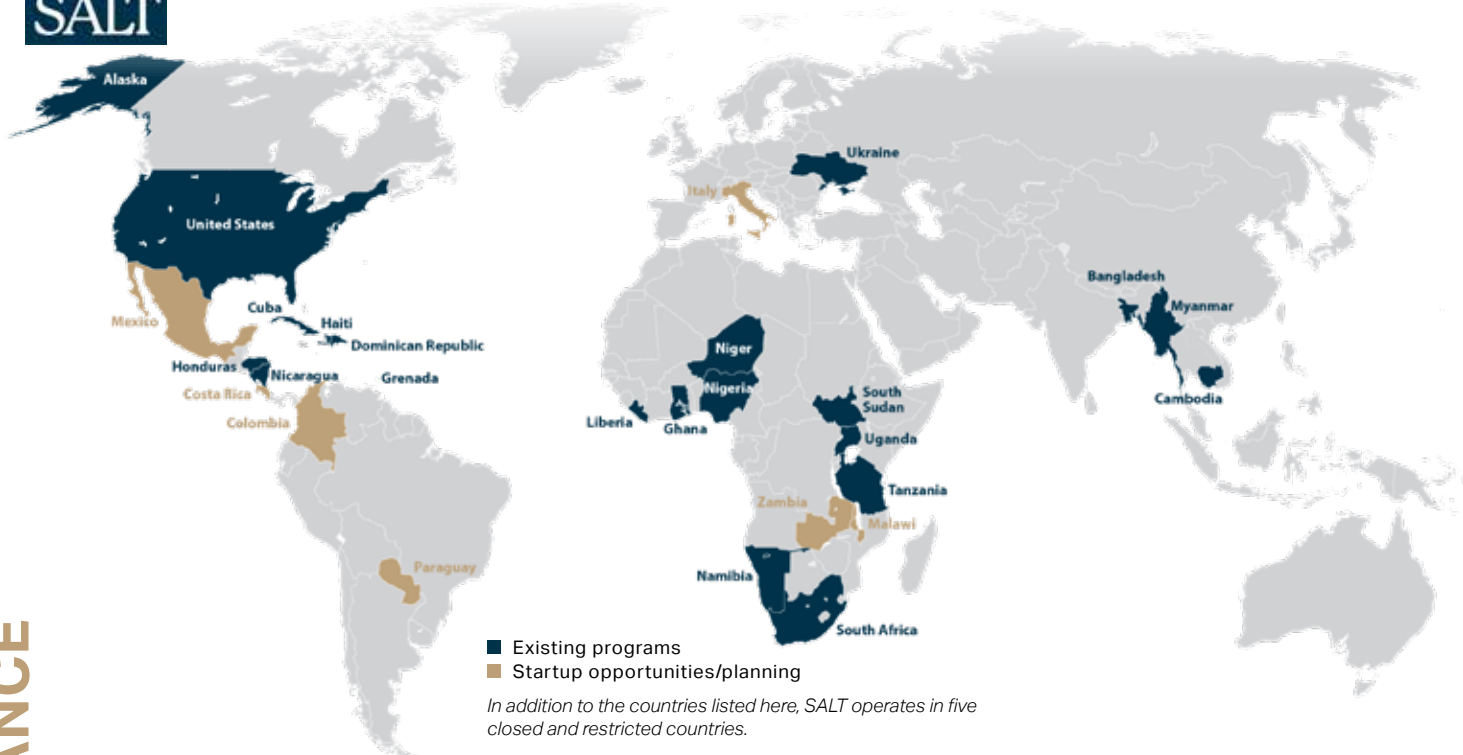 SALT
Alaska
United States
Mexico
Cuba
Haiti
Dominican Republic
Honduras
Nicaragua
Grenada
Costa Rica
Colombia
Paraguay
Ukraine
Italy
Niger
Nigeria
Liberia
Ghana
South
Sudan
Uganda
Tanzania
Zambia
Malawi
Namibia
South Africa
Bangladesh
Myanmar
Cambodia
Existing programs
Startup opportunities/planning
In addition to the countries listed here, SALT operates in five
closed and restricted countries.